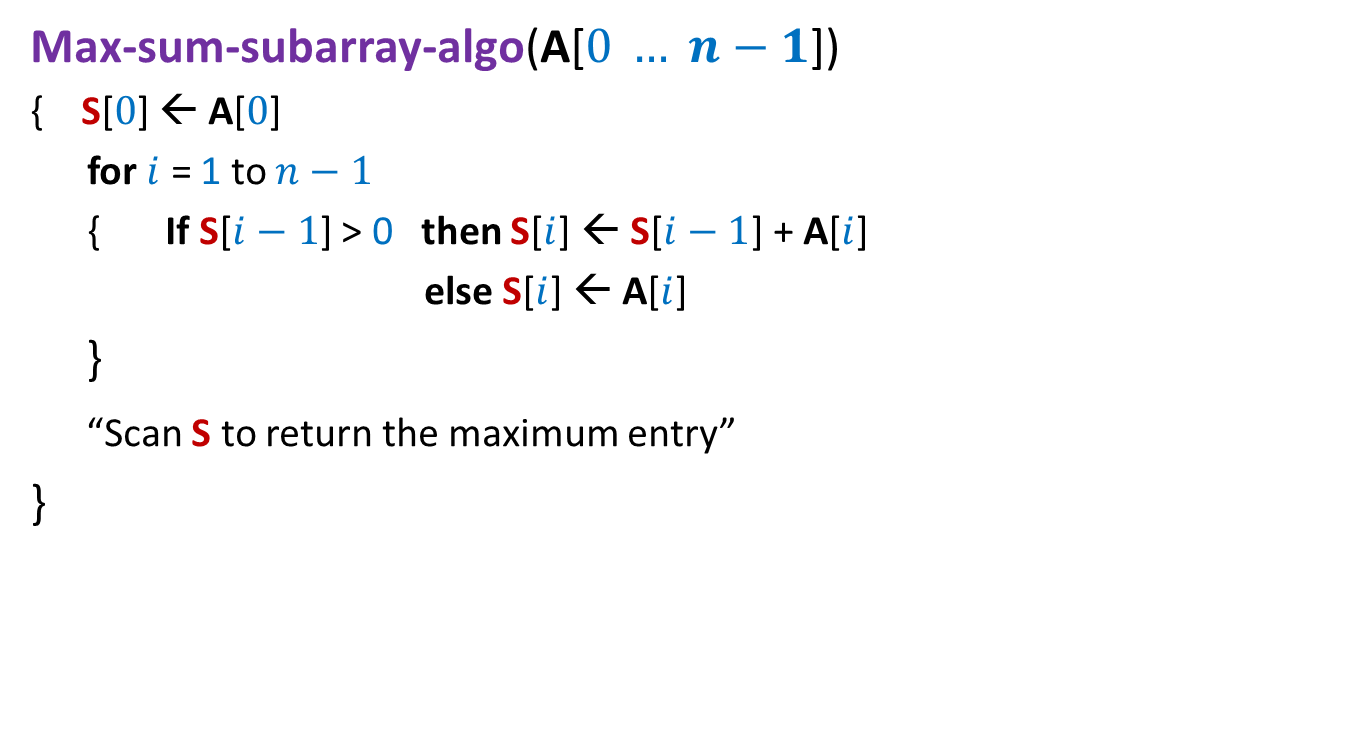 Max-sum-subarray-algo(A[0 … n − 1])
{ S[0] ← A[0]
for i = 1 to n − 1
{ If S[i − 1] > 0 then S[i] ← S[i − 1] + A[i]
else S[i] ← A[i]
}
“Scan S to return the maximum entry”
}